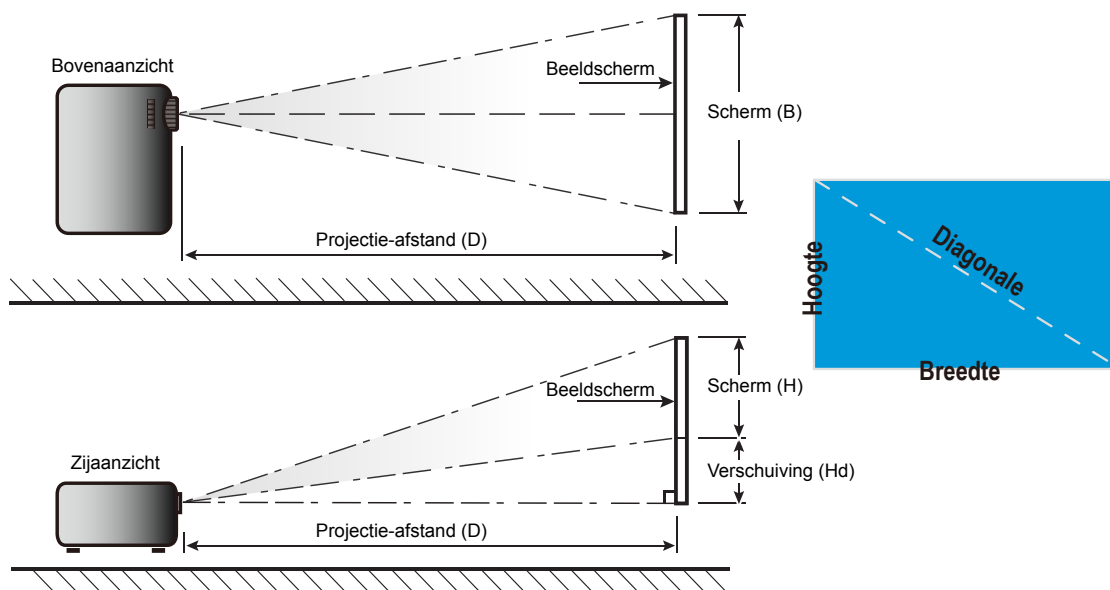 Bovenaanzicht
Beeldscherm
Scherm (B)
Projectie-afstand (D)
Hoogte
Diagonale
Breedte
Beeldscherm
Scherm (H)
Zijaanzicht
Verschuiving (Hd)
Projectie-afstand (D)